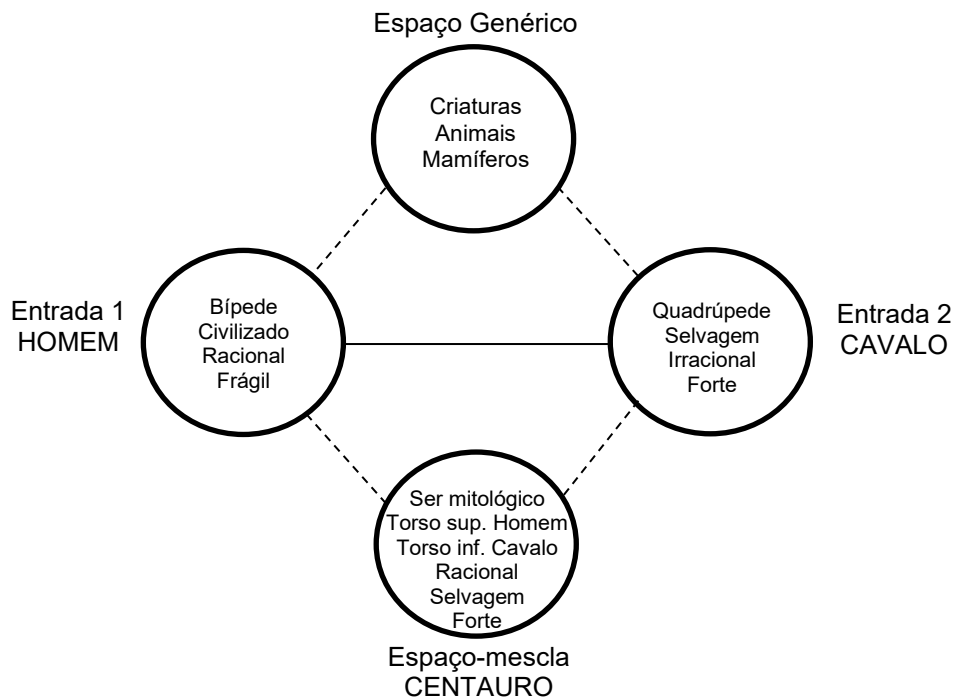 Espaço Genérico
Criaturas
Animais
Mamíferos
Entrada 1
HOMEM
Bípede
Civilizado
Racional
Frágil
Quadrúpede
Selvagem
Irracional
Forte
Entrada 2
CAVALO
Ser mitológico
Torso sup. Homem
Torso inf. Cavalo
Racional
Selvagem
Forte
Espaço-mescla
CENTAURO